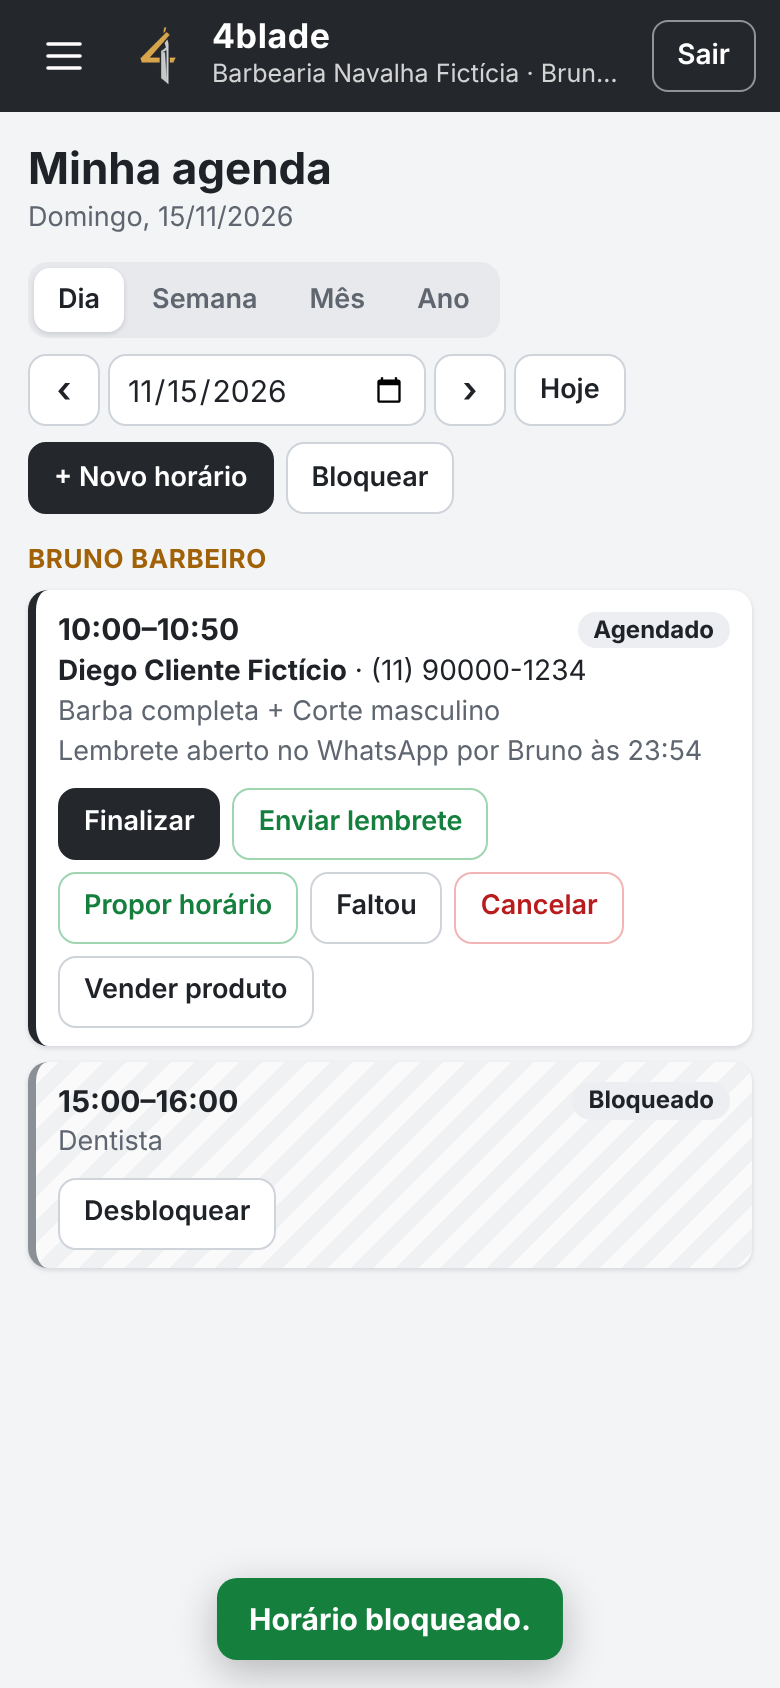 4blade
Barbearia Navalha Fictícia · Brun...
Sair
Minha agenda
Domingo, 15/11/2026
Dia
Semana
Mês
Ano
‹
11/15/2026
›
Hoje
+ Novo horário
Bloquear
BRUNO BARBEIRO
10:00–10:50
Agendado
Diego Cliente Fictício · (11) 90000-1234
Barba completa + Corte masculino
Lembrete aberto no WhatsApp por Bruno às 23:54
Finalizar
Enviar lembrete
Propor horário
Faltou
Cancelar
Vender produto
15:00–16:00
Bloqueado
Dentista
Desbloquear
Horário bloqueado.